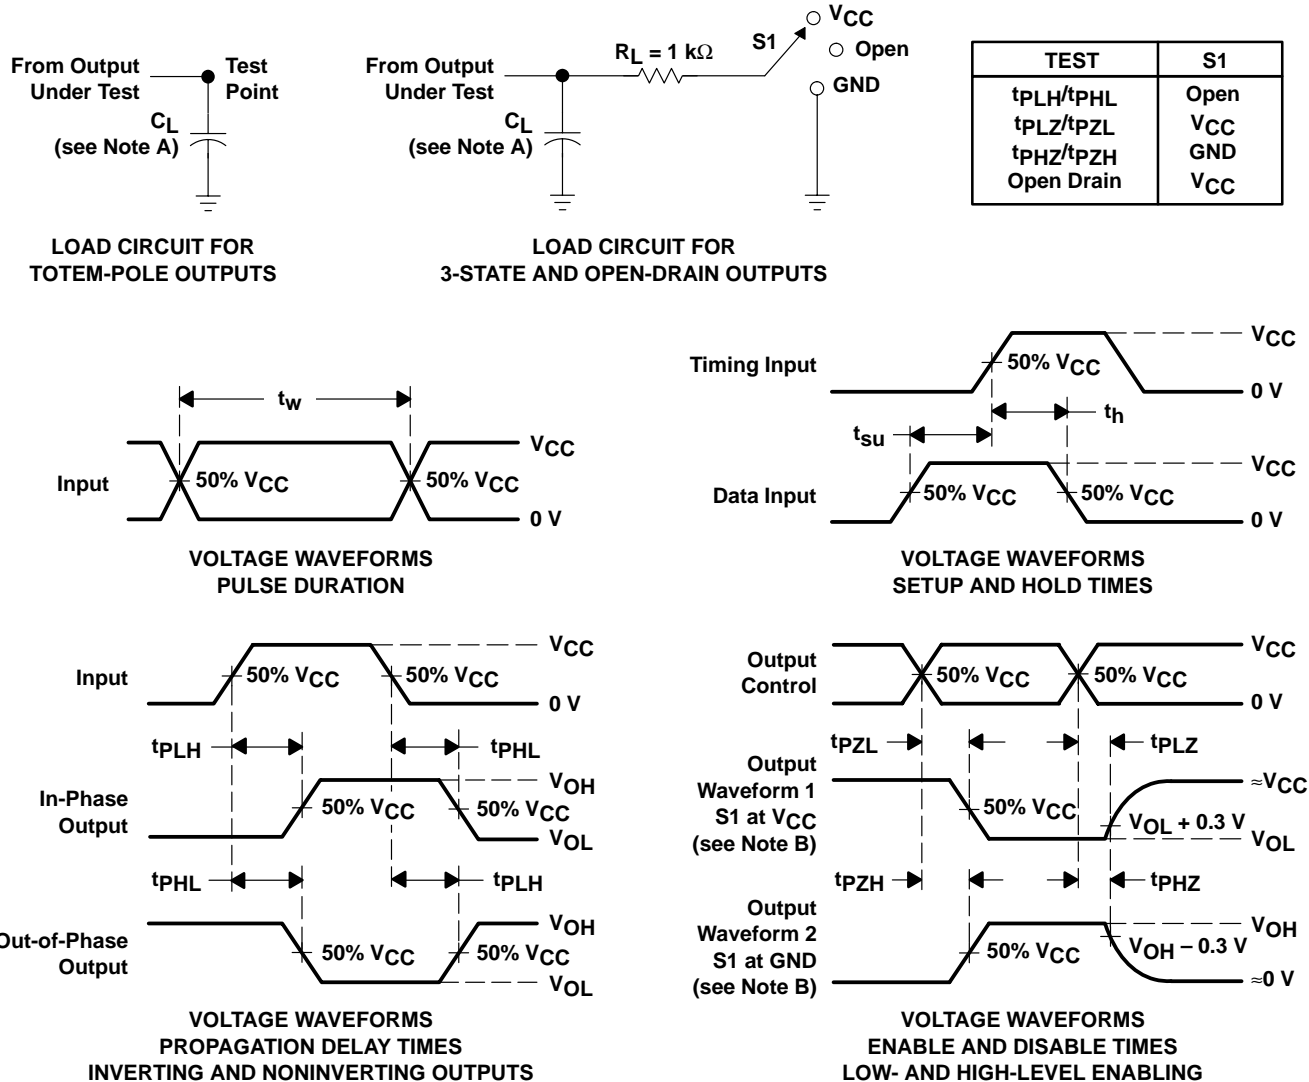 From Output
Under Test
Test
Point
CL
(see Note A)
LOAD CIRCUIT FOR
TOTEM-POLE OUTPUTS
From Output
Under Test
RL = 1 kΩ
S1
VCC
Open
GND
CL
(see Note A)
LOAD CIRCUIT FOR
3-STATE AND OPEN-DRAIN OUTPUTS
TEST S1
tPLH/tPHL Open
tPLZ/tPZL VCC
tPHZ/tPZH GND
Open Drain VCC
tw
Input
50% VCC
50% VCC
VCC
0 V
VOLTAGE WAVEFORMS
PULSE DURATION
Timing Input
50% VCC
VCC
0 V
th
tsu
Data Input
50% VCC
50% VCC
VCC
0 V
VOLTAGE WAVEFORMS
SETUP AND HOLD TIMES
Input
50% VCC
50% VCC
VCC
0 V
tPLH
tPHL
In-Phase
Output
50% VCC
50% VCC
VOH
VOL
tPHL
tPLH
Out-of-Phase
Output
50% VCC
50% VCC
VOH
VOL
VOLTAGE WAVEFORMS
PROPAGATION DELAY TIMES
INVERTING AND NONINVERTING OUTPUTS
Output
Control
50% VCC
50% VCC
VCC
0 V
tPZL
tPLZ
Output
Waveform 1
S1 at VCC
(see Note B)
50% VCC
≈VCC
VOL + 0.3 V
VOL
tPZH
tPHZ
Output
Waveform 2
S1 at GND
(see Note B)
50% VCC
VOH
VOH − 0.3 V
≈0 V
VOLTAGE WAVEFORMS
ENABLE AND DISABLE TIMES
LOW- AND HIGH-LEVEL ENABLING